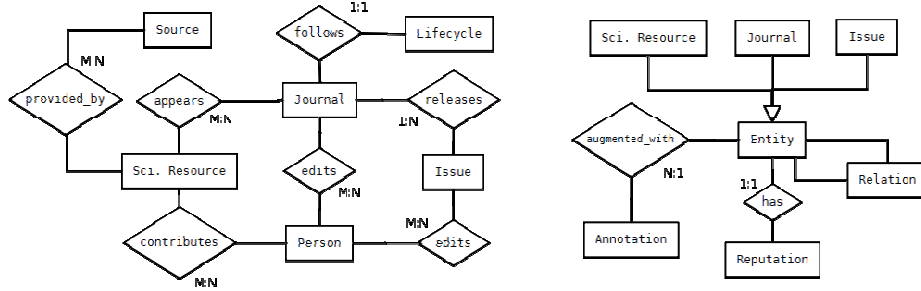 1:1
Source
follows
Lifecycle
M:N
provided_by
appears
M:N
Journal
releases
1:N
Sci. Resource
edits
M:N
Issue
contributes
M:N
Person
M:N
edits
Sci. Resource
Journal
Issue
augmented_with
N:1
Entity
1:1
has
Relation
Annotation
Reputation